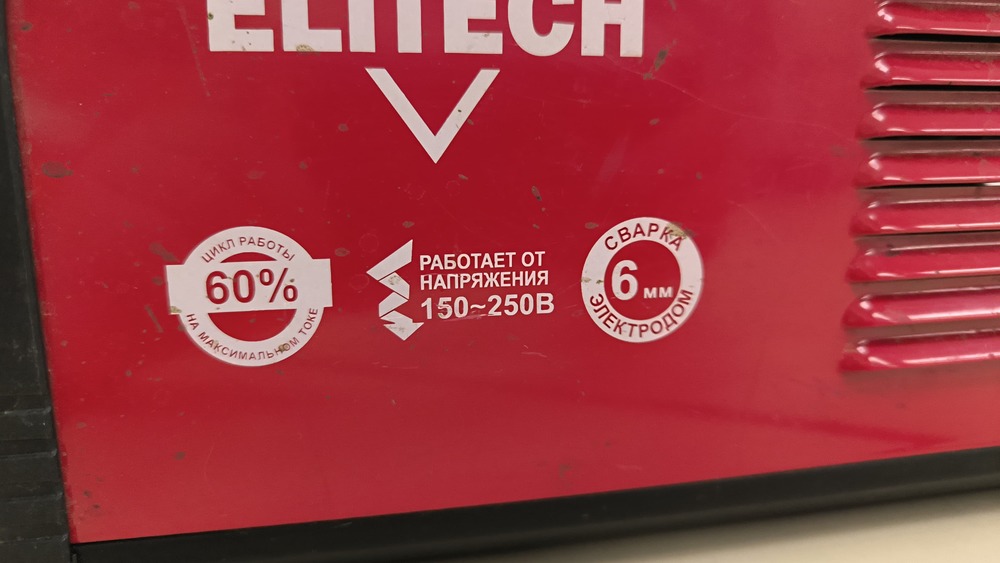 ELITECH
ЦИКЛ РАБОТЫ
60%
НА МАКСИМАЛЬНОМ ТОКЕ
РАБОТАЕТ ОТ
НАПРЯЖЕНИЯ
150~250В
СВАРКА
6 мм
ЭЛЕКТРОДОМ